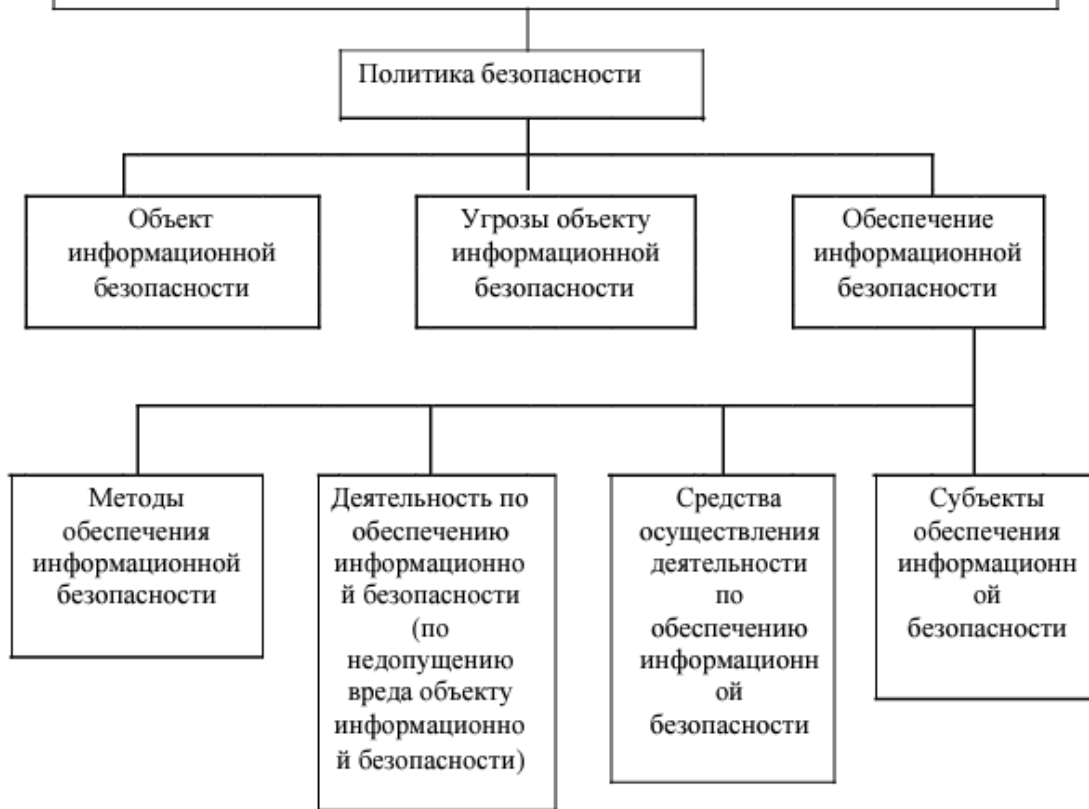 Политика безопасности
Объект
информационной
безопасности
Угрозы объекту
информационной
безопасности
Обеспечение
информационной
безопасности
Методы
обеспечения
информационной
безопасности
Деятельность по
обеспечению
информационно
й безопасности
(по
недопущению
вреда объекту
информационно
й безопасности)
Средства
осуществления
деятельности
по
обеспечению
информационн
ой
безопасности
Субъекты
обеспечения
информационн
ой
безопасности